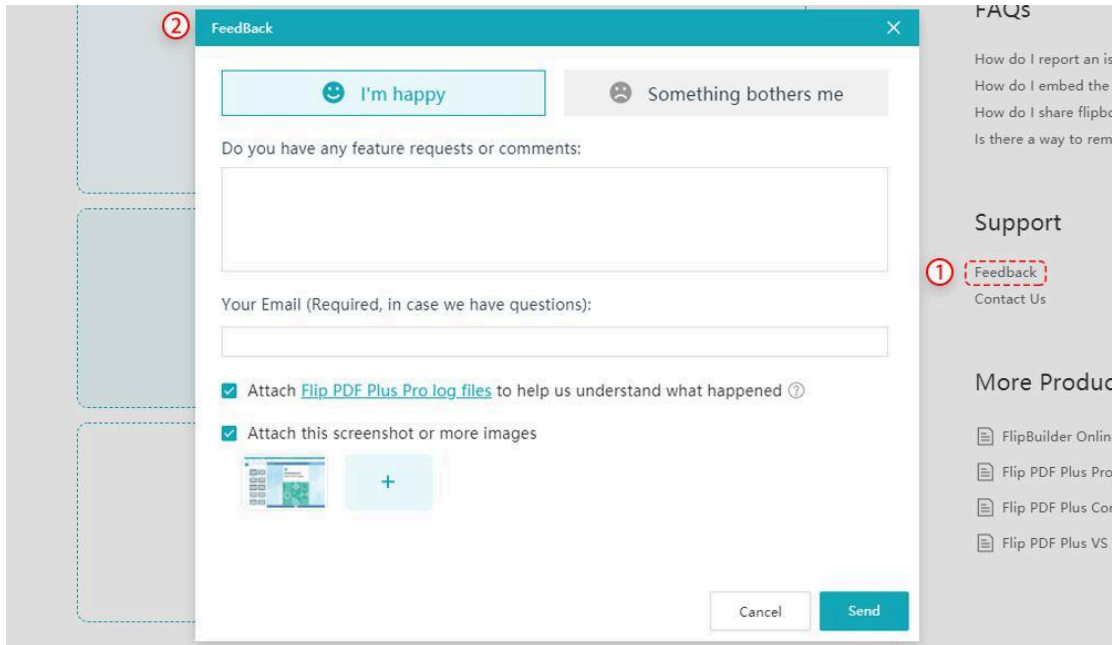 ②
FeedBack
I'm happy
Something bothers me
Do you have any feature requests or comments:
Your Email (Required, in case we have questions):
Attach Flip PDF Plus Pro log files to help us understand what happened ?
Attach this screenshot or more images
+
Cancel
Send
FAQs
How do I report an is
How do I embed the
How do I share flipbo
Is there a way to rem
Support
①
Feedback
Contact Us
More Produc
FlipBuilder Onlin
Flip PDF Plus Pro
Flip PDF Plus Cor
Flip PDF Plus VS